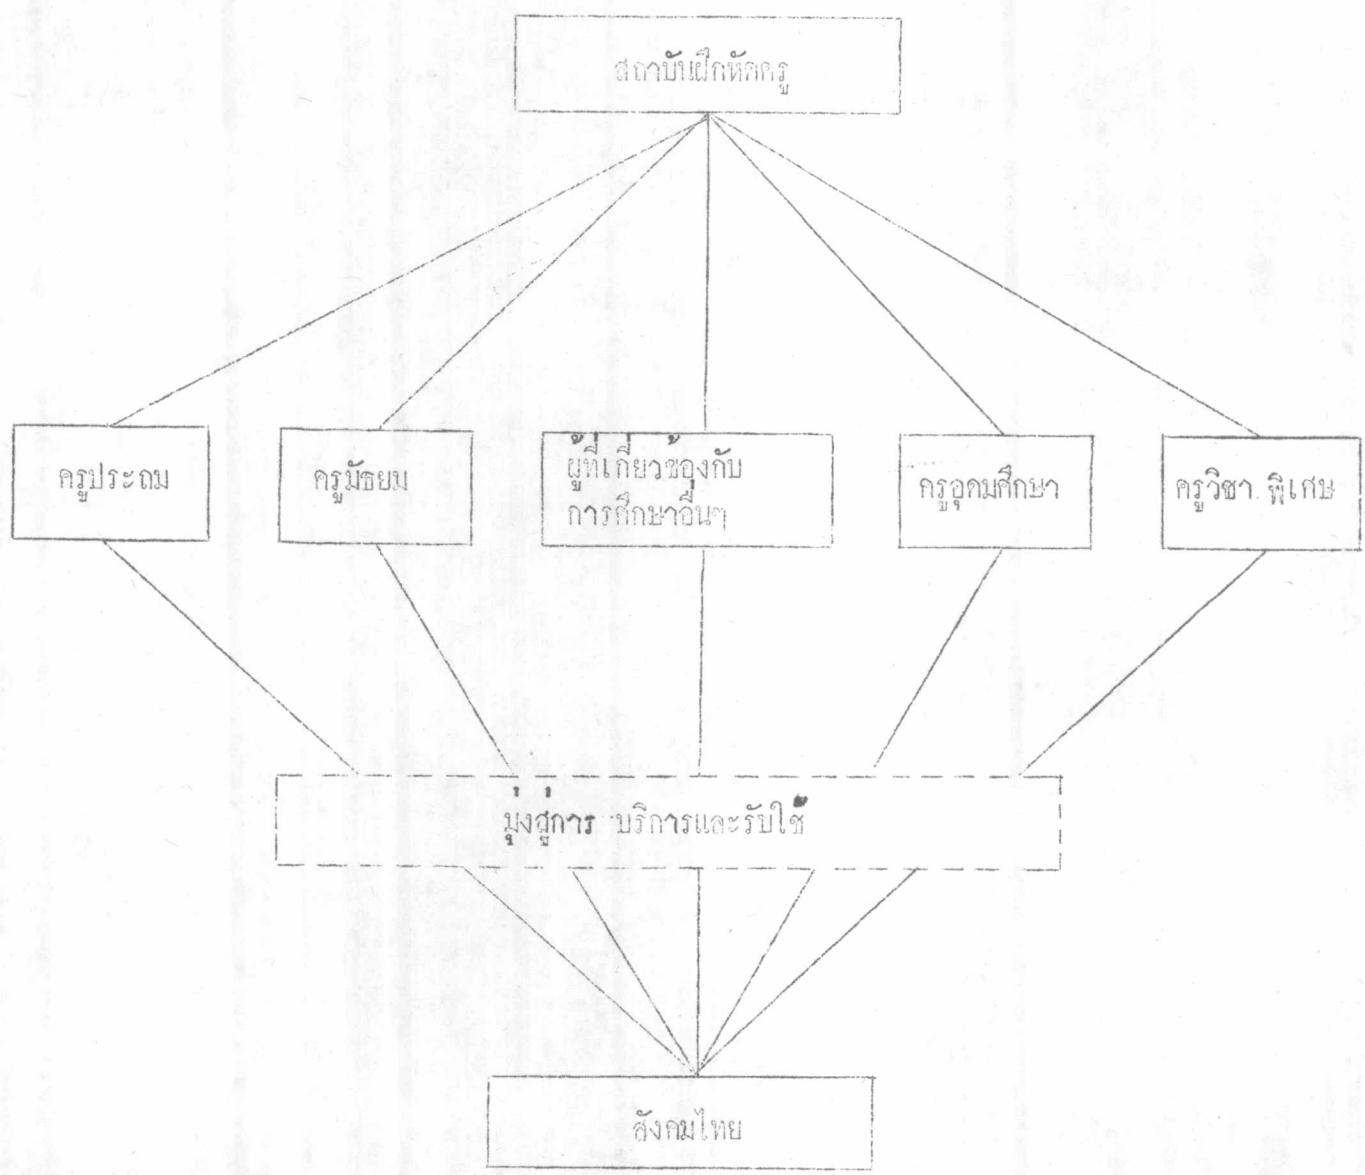 สถาบันฝึกหัดครู
ครูประถม
ครูมัธยม
ผู้ที่เกี่ยวข้องกับ
การศึกษาอื่นๆ
ครูอุดมศึกษา
ครูวิชา พิเศษ
มุ่งสู่การ บริการและรับใช้
สังคมไทย